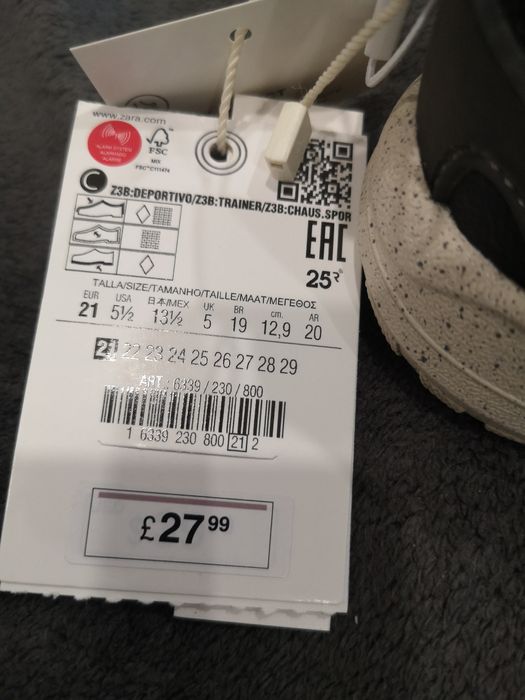 www.zara.com
ALARM SYSTEM
FSC
MIX
Z3B:DEPORTIVO/Z3B:TRAINER/Z3B:CHAUS.SPOR
EAC
25R
TALLA/SIZE/TAMANHO/TAILLE/MAAT/ΜΕΓΕΘΟΣ
EUR USA 日本/MEX UK BR cm. AR
21 5½ 13½ 5 19 12,9 20
21 22 23 24 25 26 27 28 29
ART.: 6339 / 230 / 800
1 6339 230 800 21 2
£27.99